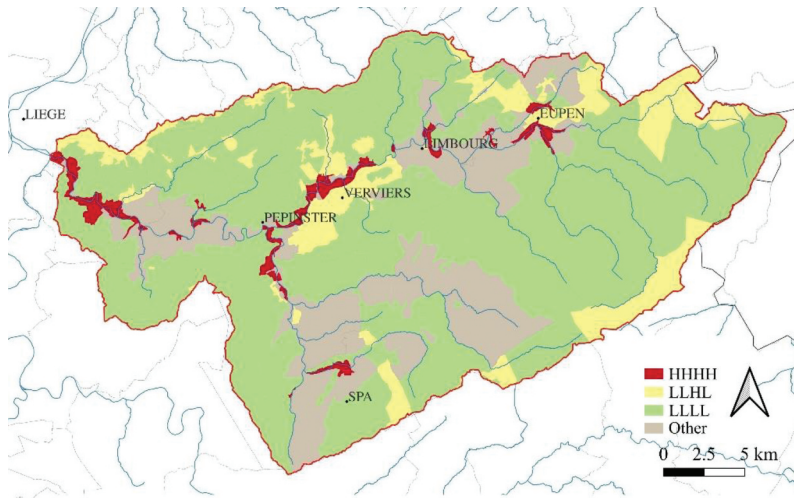 LIEGE
EUPEN
LIMBOURG
VERVIERS
PEPINSTER
SPA
HHHH
LLHL
LLLL
Other
0 2.5 5 km